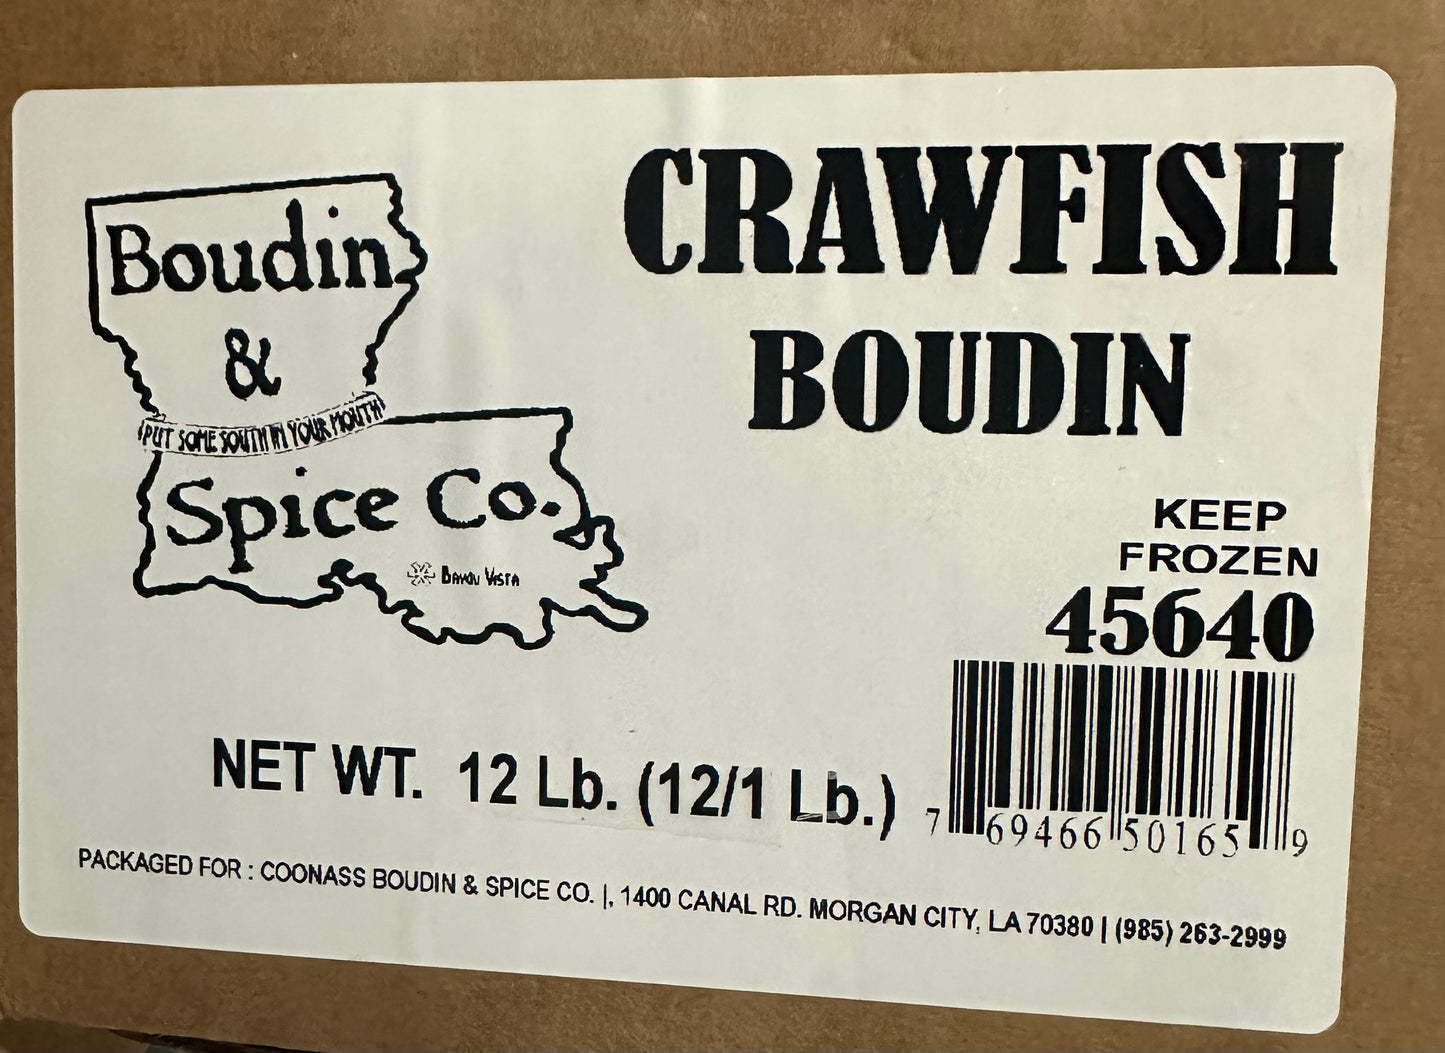 Boudin
&
PUT SOME SOUTH IN YOUR MOUTH
Spice Co.
BAYOU VISTA
CRAWFISH
BOUDIN
KEEP
FROZEN
45640
7 69466 50165 9
NET WT. 12 Lb. (12/1 Lb.)
PACKAGED FOR : COONASS BOUDIN & SPICE CO. |, 1400 CANAL RD. MORGAN CITY, LA 70380 | (985) 263-2999